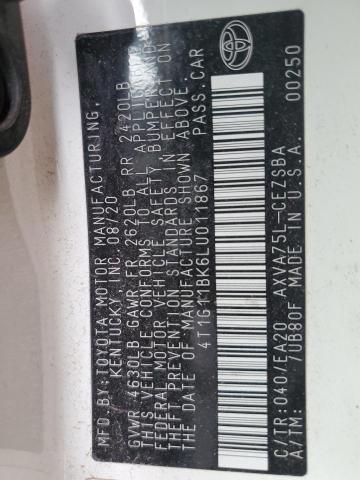 MFD.BY:TOYOTA MOTOR MANUFACTURING,
KENTUCKY, INC. 08/20
GVWR 4630LB GAWR FR 2620LB RR 2420LB
THIS VEHICLE CONFORMS TO ALL APPLICABLE
FEDERAL MOTOR VEHICLE SAFETY, BUMPER, AND
THEFT PREVENTION STANDARDS IN EFFECT ON
THE DATE OF MANUFACTURE SHOWN ABOVE.
4T1G11BK6LU011867 PASS.CAR
C/TR:040/EA20 AXVA75L-CEZSBA
A/TM: /UB80F MADE IN U.S.A. 00250